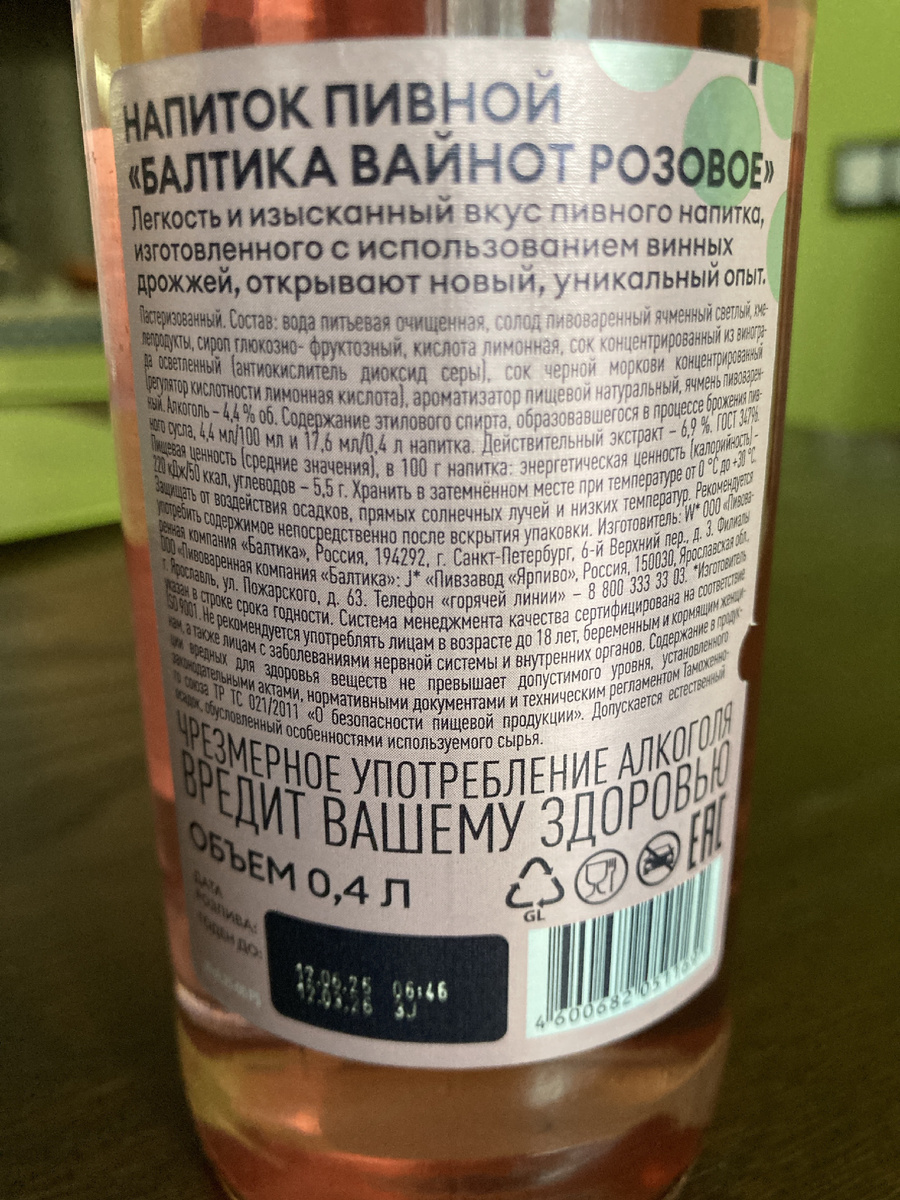 НАПИТОК ПИВНОЙ
«БАЛТИКА ВАЙНОТ РОЗОВОЕ»
Легкость и изысканный вкус пивного напитка,
изготовленного с использованием винных
дрожжей, открывают новый, уникальный опыт.
Пастеризованный. Состав: вода питьевая очищенная, солод пивоваренный ячменный светлый, хме-
лепродукты, сироп глюкозно- фруктозный, кислота лимонная, сок концентрированный из виногра-
да осветленный (антиокислитель диоксид серы), сок черной моркови концентрированный
(регулятор кислотности лимонная кислота), ароматизатор пищевой натуральный, ячмень пивоварен-
ный. Алкоголь – 4,4 % об. Содержание этилового спирта, образовавшегося в процессе брожения пив-
ного сусла, 4,4 мл/100 мл и 17,6 мл/0,4 л напитка. Действительный экстракт – 6,9 %. ГОСТ 34796.
Пищевая ценность (средние значения), в 100 г напитка: энергетическая ценность (калорийность) –
220 кДж/50 ккал, углеводов – 5,5 г. Хранить в затемнённом месте при температуре от 0 °С до +30 °С.
Защищать от воздействия осадков, прямых солнечных лучей и низких температур. Рекомендуется
употребить содержимое непосредственно после вскрытия упаковки. Изготовитель: W* ООО «Пивова-
ренная компания «Балтика», Россия, 194292, г. Санкт-Петербург, 6-й Верхний пер., д. 3. Филиалы
ООО «Пивоваренная компания «Балтика»: J* «Пивзавод «Ярпиво», Россия, 150030, Ярославская обл.,
г. Ярославль, ул. Пожарского, д. 63. Телефон «горячей линии» – 8 800 333 33 03. *Изготовитель
указан в строке срока годности. Система менеджмента качества сертифицирована на соответствие
ISO 9001. Не рекомендуется употреблять лицам в возрасте до 18 лет, беременным и кормящим женщи-
нам, а также лицам с заболеваниями нервной системы и внутренних органов. Содержание в продук-
ции вредных для здоровья веществ не превышает допустимого уровня, установленного
законодательными актами, нормативными документами и техническим регламентом Таможенно-
го союза ТР ТС 021/2011 «О безопасности пищевой продукции». Допускается естественный
осадок, обусловленный особенностями используемого сырья.
ЧРЕЗМЕРНОЕ УПОТРЕБЛЕНИЕ АЛКОГОЛЯ
ВРЕДИТ ВАШЕМУ ЗДОРОВЬЮ
ОБЪЕМ 0,4 Л
GL
EAC
ДАТА
РОЗЛИВА:
ГОДЕН ДО:
12.06.25 06:46
12.03.26 3J
4 600682